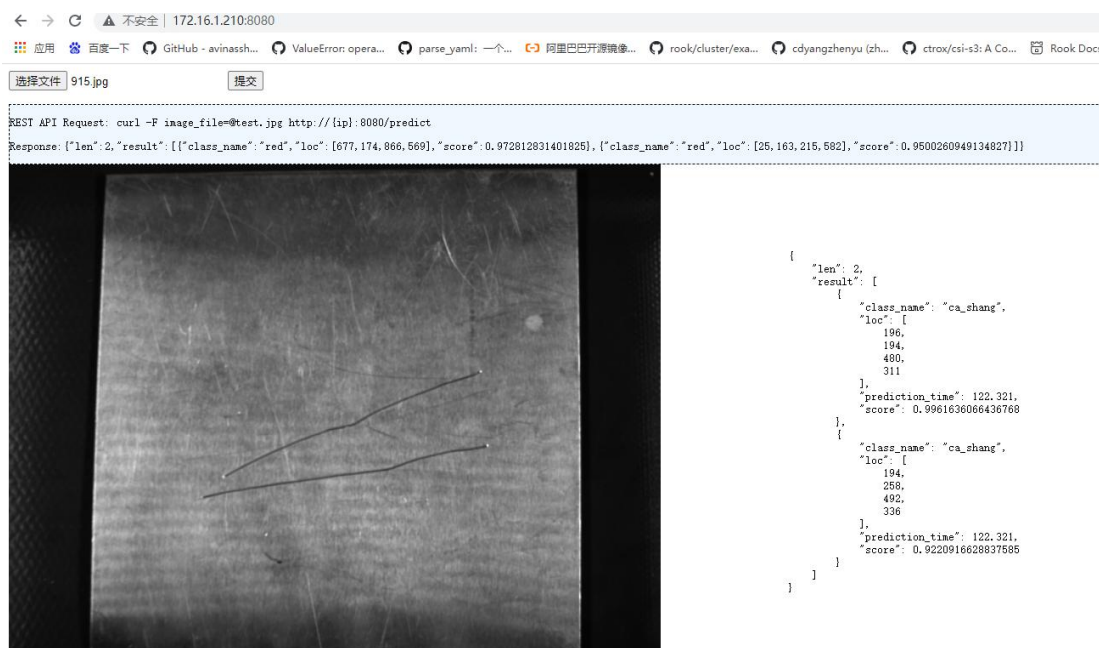 不安全 | 172.16.1.210:8080
应用 百度一下 GitHub - avinassh... ValueError: opera... parse_yaml: 一个... 阿里巴巴开源镜像... rook/cluster/exa... cdyangzhenyu (zh... ctrox/csi-s3: A Co... Rook Docs
选择文件 915.jpg 提交
REST API Request: curl -F image_file=@test.jpg http://{ip}:8080/predict
Response:{"len":2,"result":[{"class_name":"red","loc":[677,174,866,569],"score":0.972812831401825},{"class_name":"red","loc":[25,163,215,582],"score":0.9500260949134827}]}
{
"len": 2,
"result": [
{
"class_name": "ca_shang",
"loc": [
196,
194,
480,
311
],
"prediction_time": 122.321,
"score": 0.9961636066436768
},
{
"class_name": "ca_shang",
"loc": [
194,
258,
492,
336
],
"prediction_time": 122.321,
"score": 0.9220916628837585
}
]
}